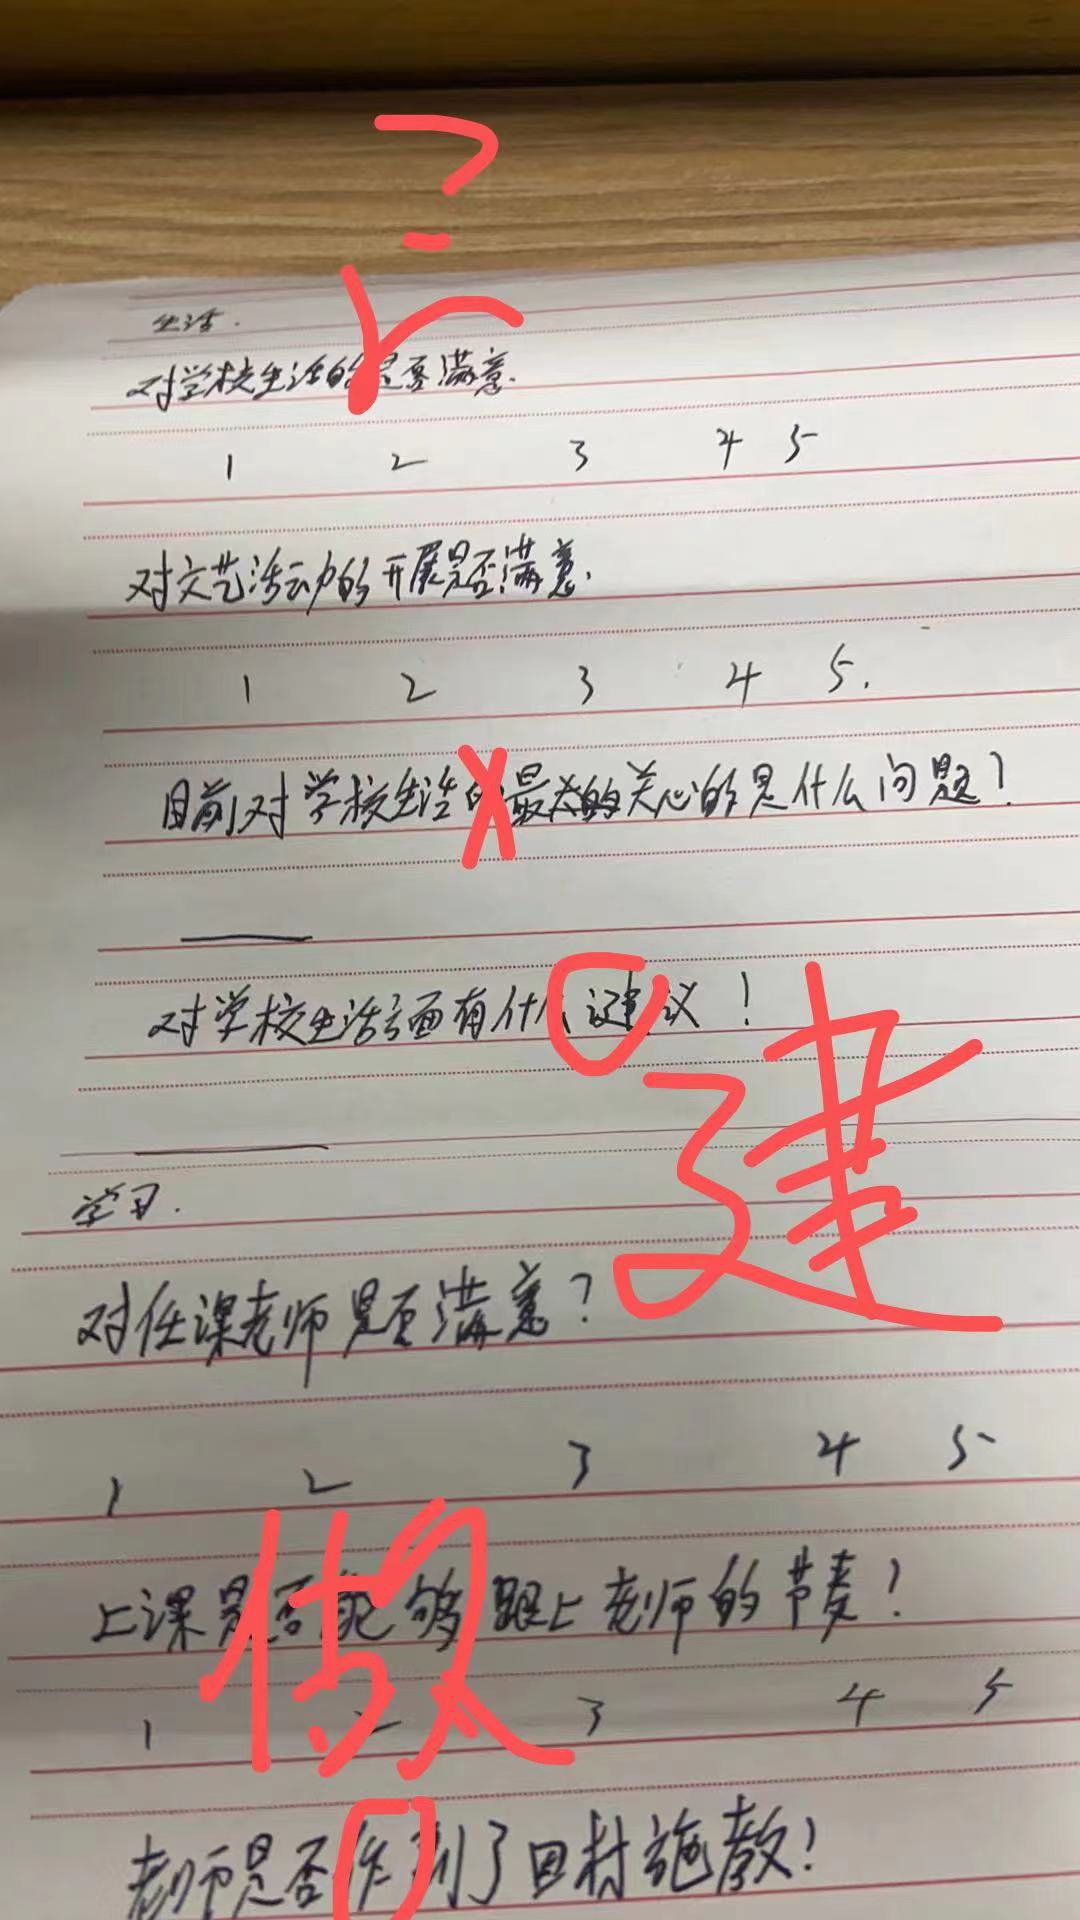 ?
生活.
对学校生活的是否满意.
1 2 3 4 5
对文艺活动的开展是否满意.
1 2 3 4 5.
目前对学校生活的最大的关心的是什么问题?
对学校生活方面有什么建议!
建
学习.
对任课老师是否满意?
1 2 3 4 5
上课是否能够跟上老师的节奏!
做
1 2 3 4 5
老师是否作到了因材施教!